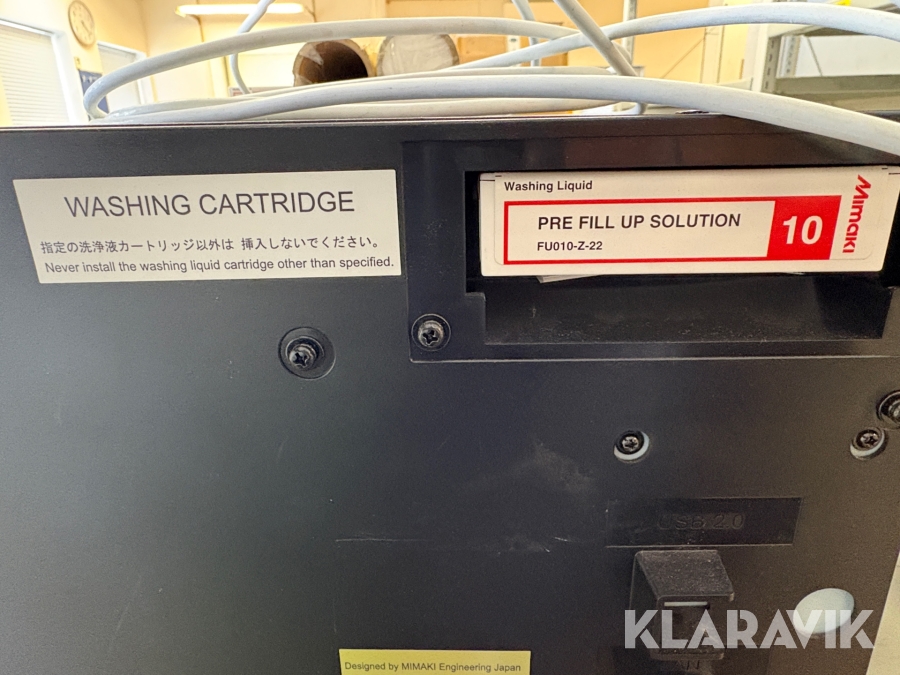 WASHING CARTRIDGE
指定の洗浄液カートリッジ以外は 挿入しないでください。
Never install the washing liquid cartridge other than specified.
Washing Liquid
PRE FILL UP SOLUTION
FU010-Z-22
10
Mimaki
USB 2.0
Designed by MIMAKI Engineering Japan
KLARAVIK